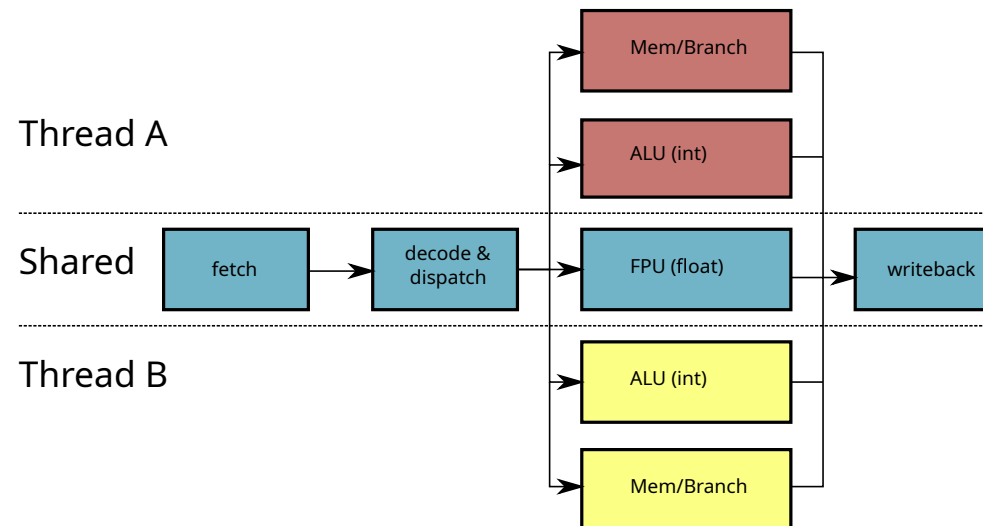 Mem/Branch
Thread A
ALU (int)
Shared
fetch
decode &
dispatch
FPU (float)
writeback
Thread B
ALU (int)
Mem/Branch